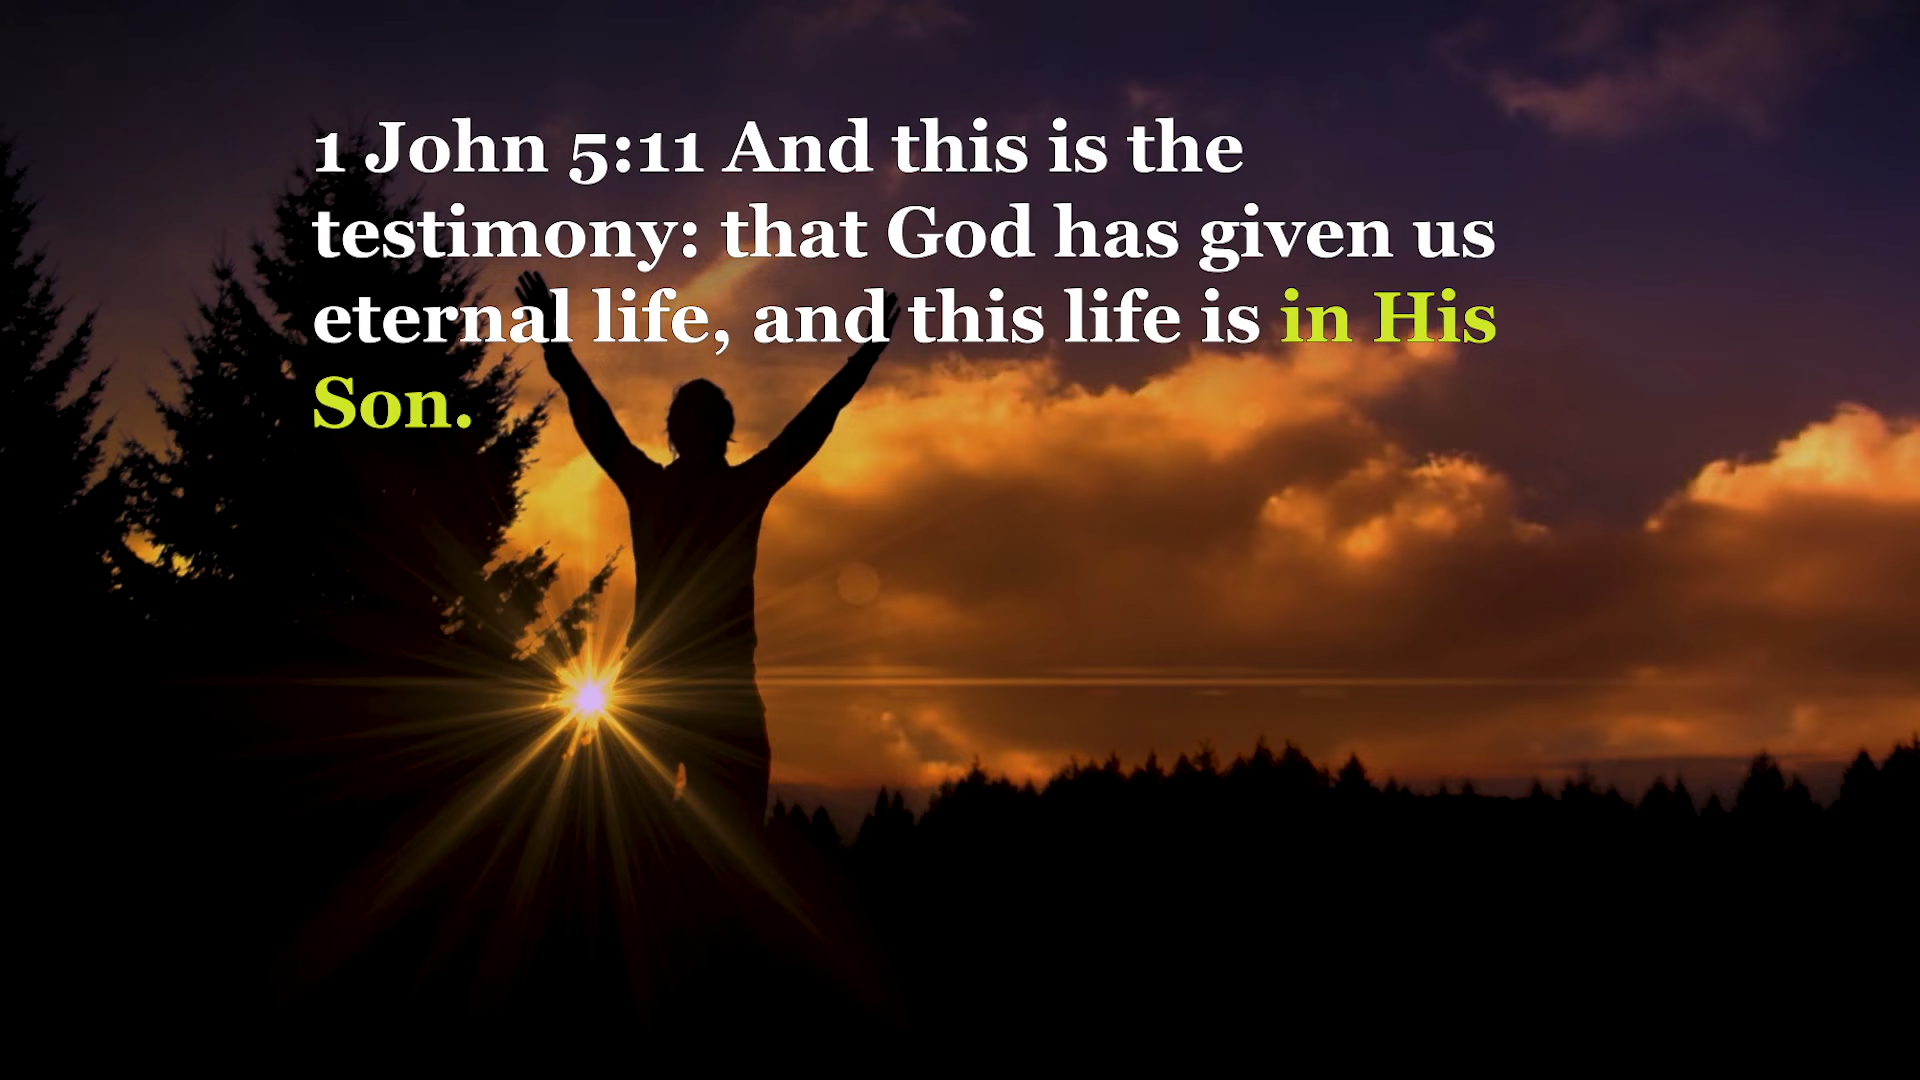 1 John 5:11 And this is the
testimony: that God has given us
eternal life, and this life is in His
Son.